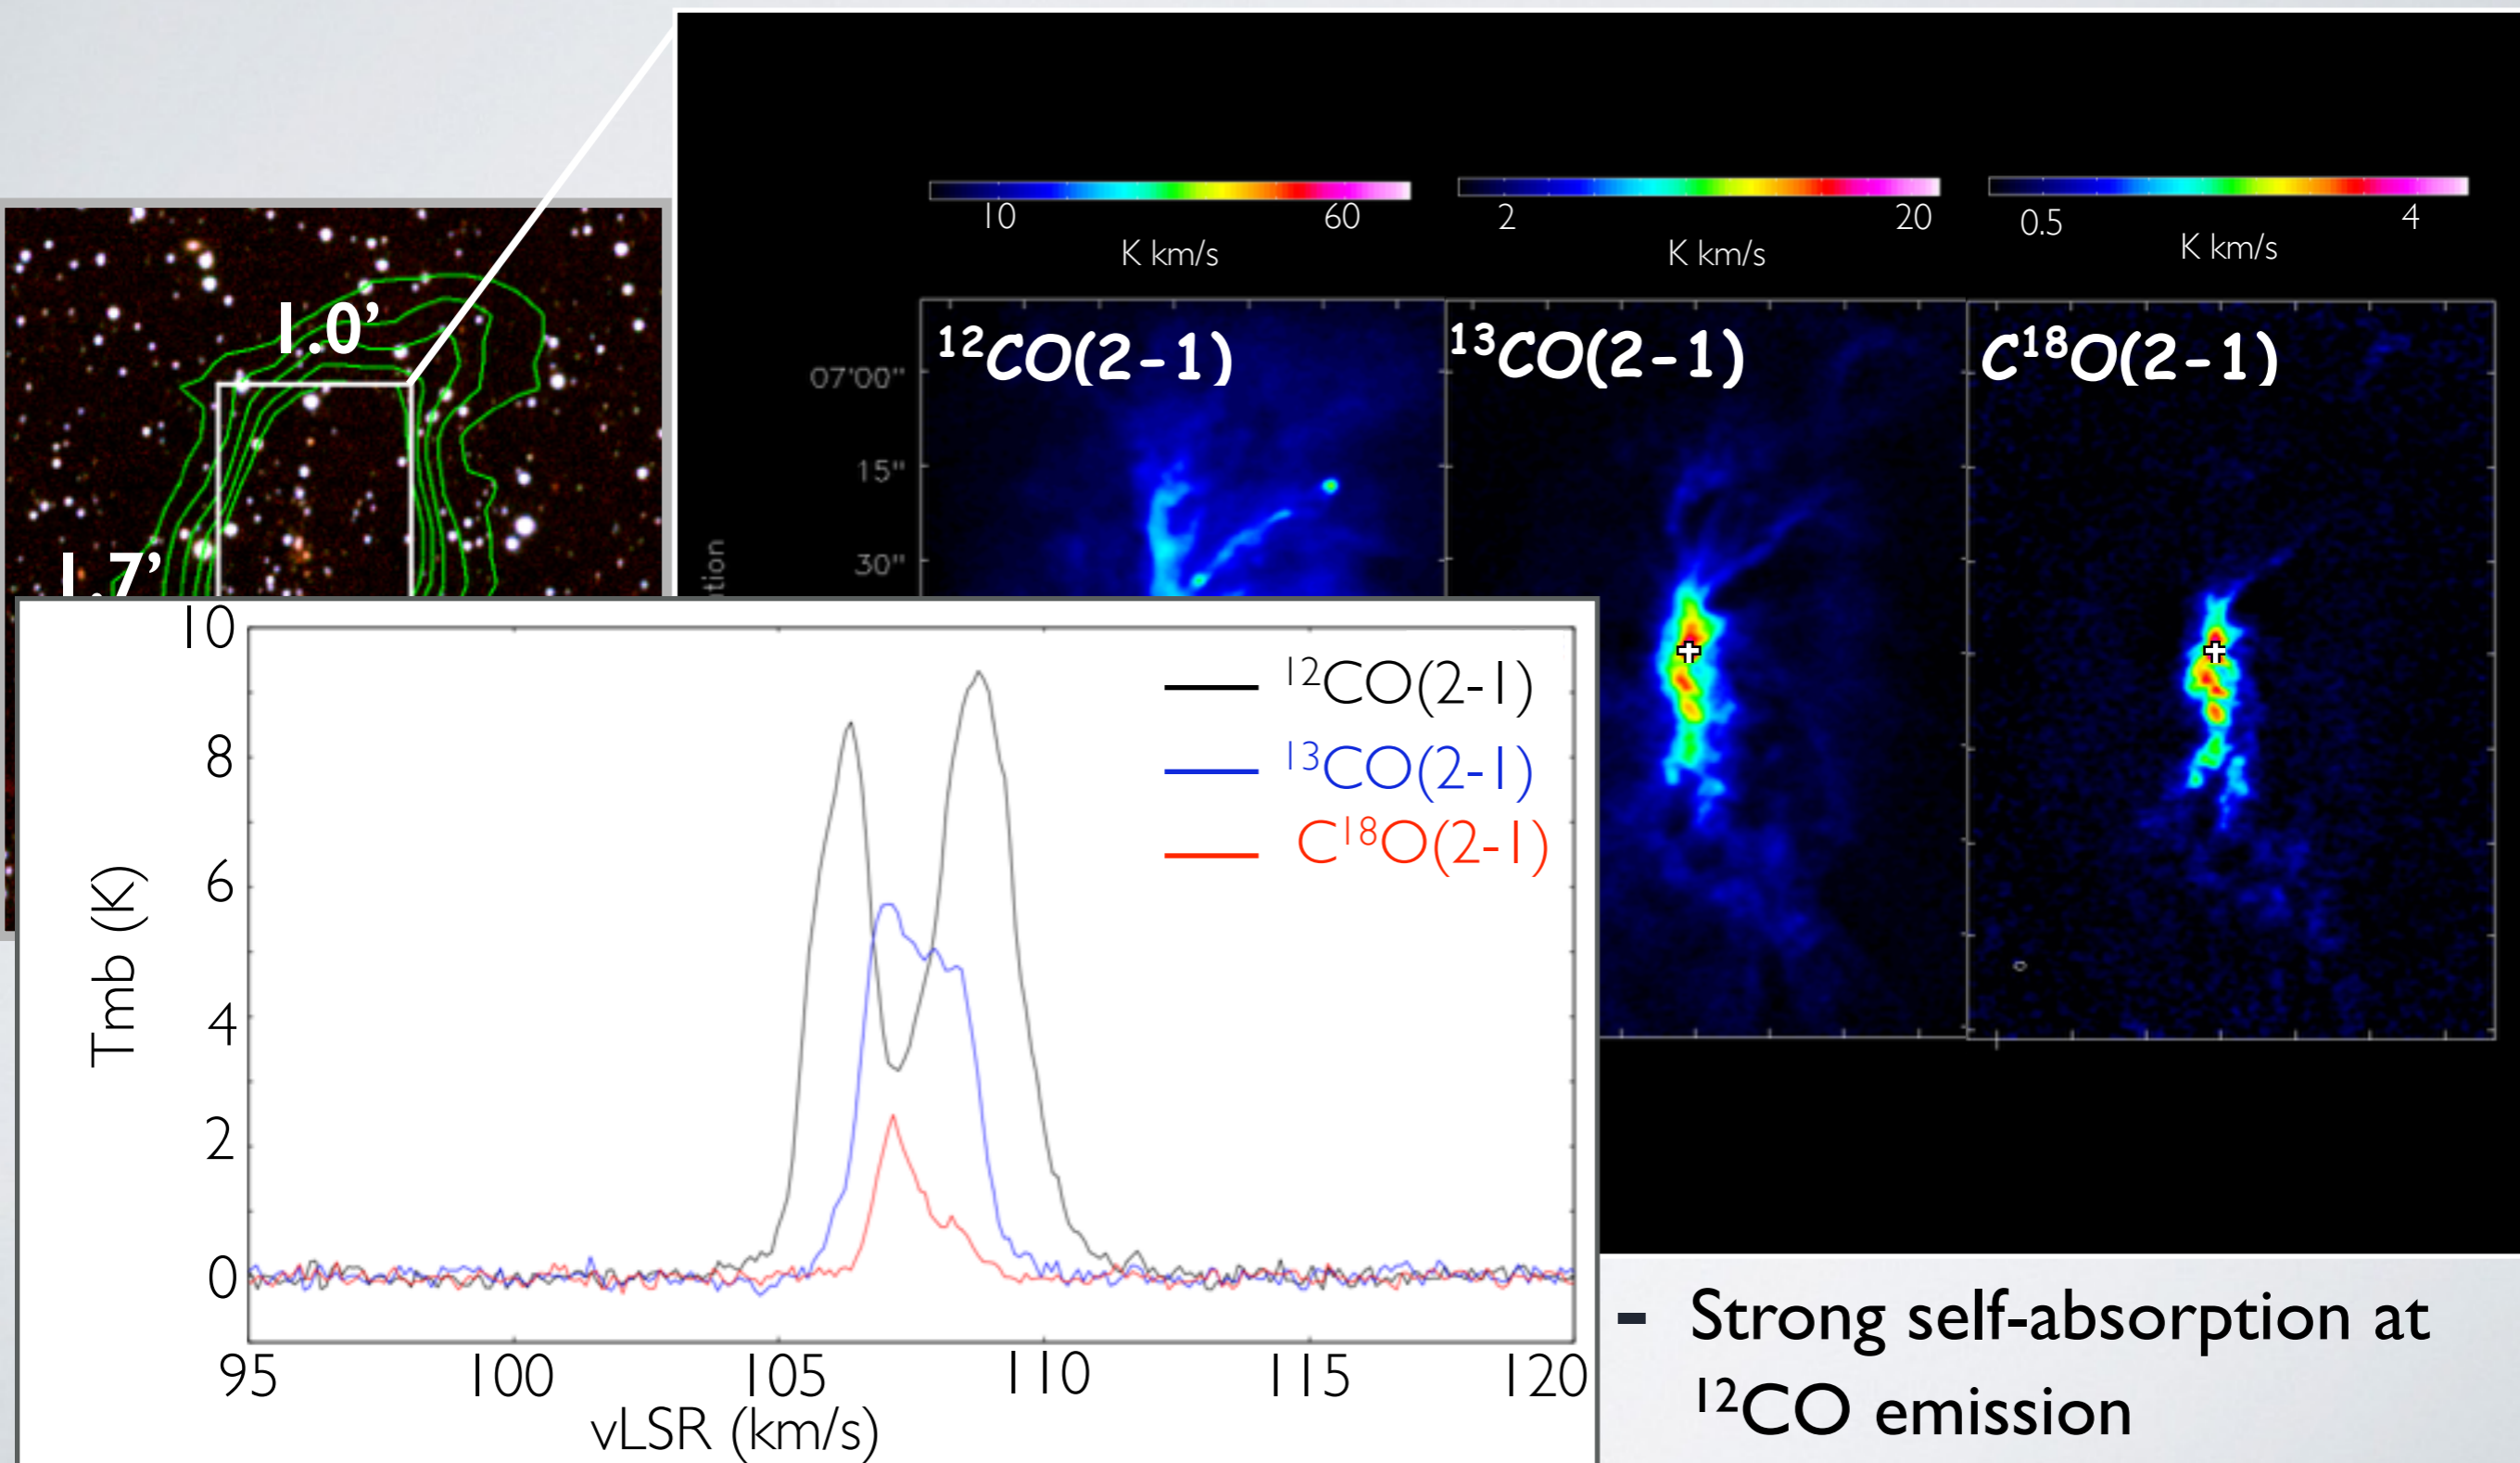 10 60
K km/s
2 20
K km/s
0.5 4
K km/s
1.0’
1.7’
¹²CO(2-1)
¹³CO(2-1)
C¹⁸O(2-1)
07'00"
15"
30"
tion
10
8
6
4
2
0
Tmb (K)
¹²CO(2-1)
¹³CO(2-1)
C¹⁸O(2-1)
95 100 105 110 115 120
vLSR (km/s)
- Strong self-absorption at
¹²CO emission